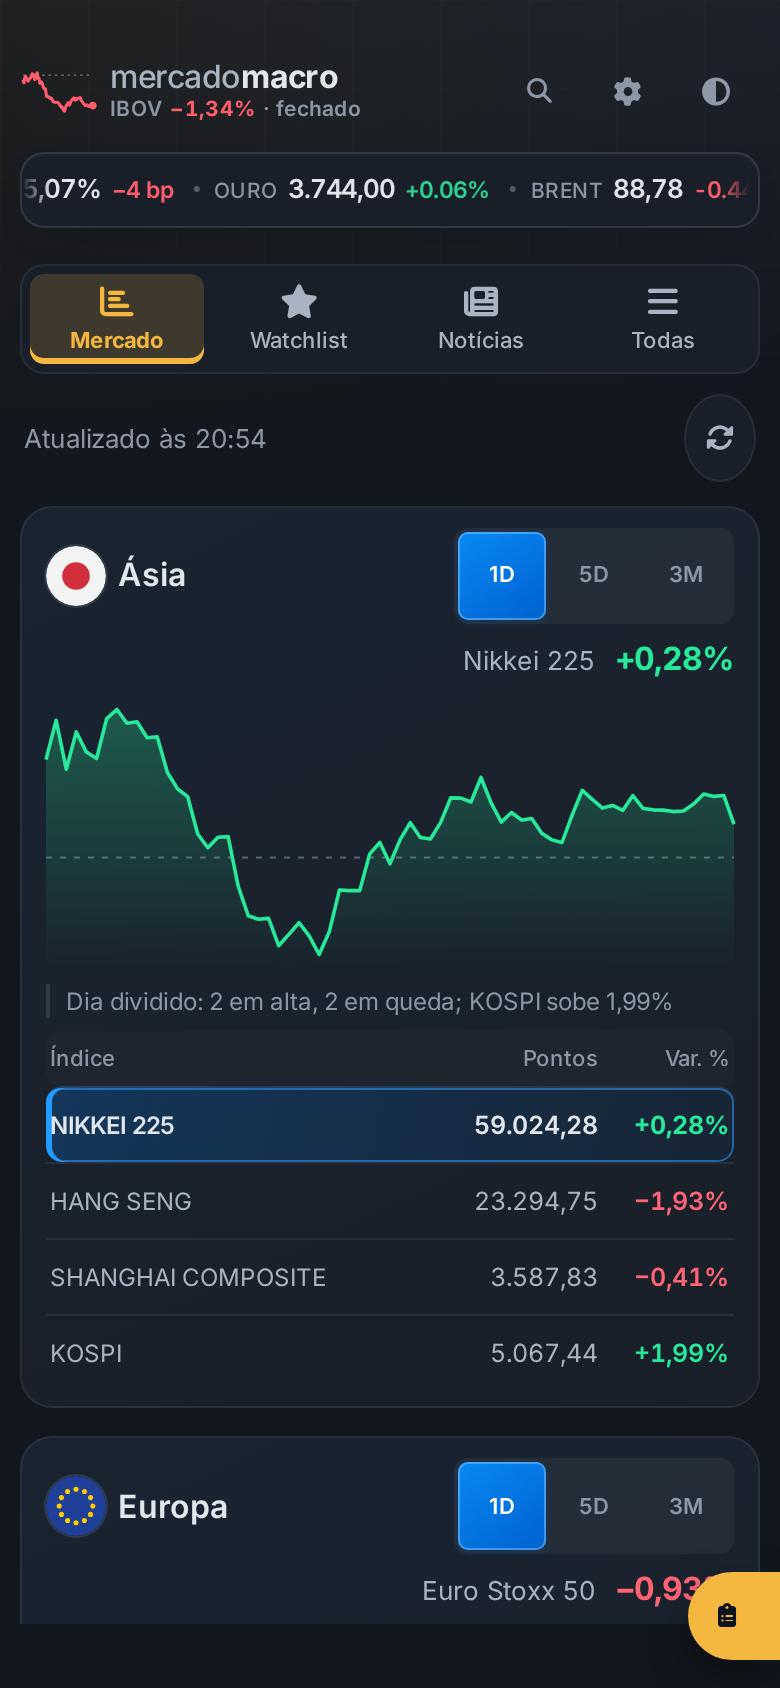 mercadomacro
IBOV −1,34% · fechado
5,07% −4 bp • OURO 3.744,00 +0.06% • BRENT 88,78 -0.4
Mercado Watchlist Notícias Todas
Atualizado às 20:54
Ásia 1D 5D 3M
Nikkei 225 +0,28%
Dia dividido: 2 em alta, 2 em queda; KOSPI sobe 1,99%
Índice Pontos Var. %
NIKKEI 225 59.024,28 +0,28%
HANG SENG 23.294,75 −1,93%
SHANGHAI COMPOSITE 3.587,83 −0,41%
KOSPI 5.067,44 +1,99%
Europa 1D 5D 3M
Euro Stoxx 50 −0,93